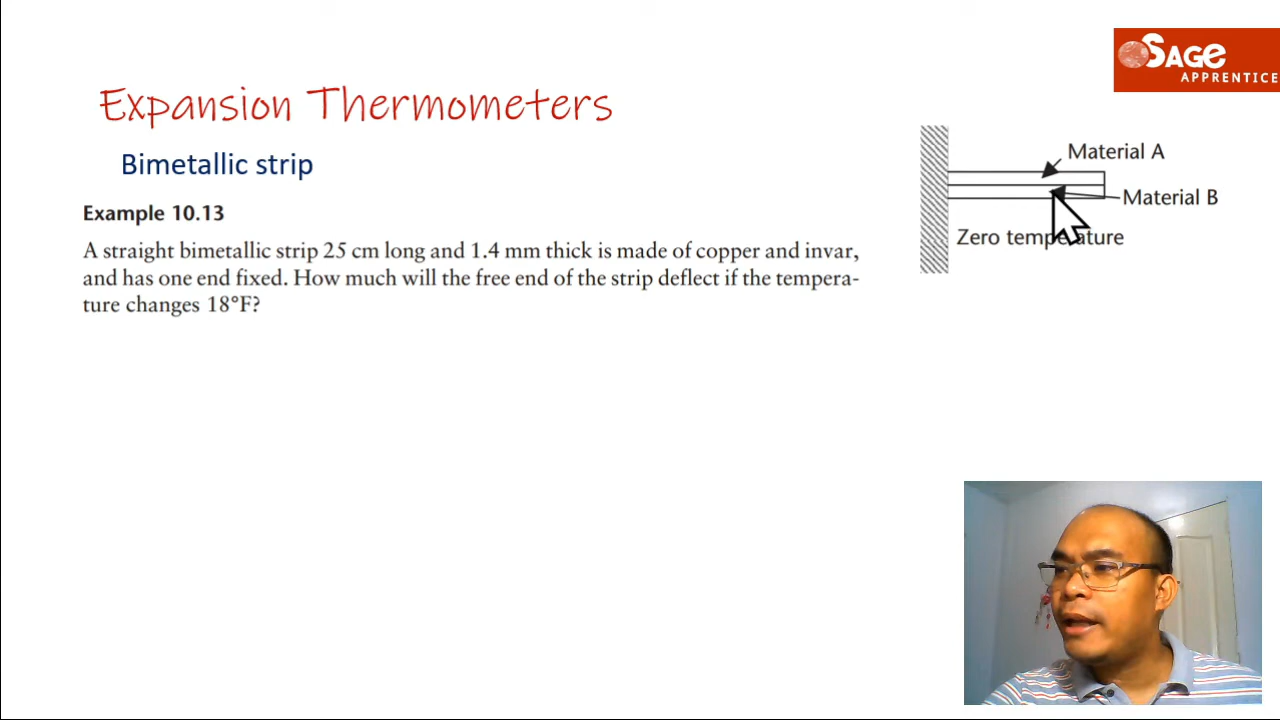 SAGE
APPRENTICE
Expansion Thermometers
Bimetallic strip
Example 10.13
A straight bimetallic strip 25 cm long and 1.4 mm thick is made of copper and invar,
and has one end fixed. How much will the free end of the strip deflect if the tempera-
ture changes 18°F?
Material A
Material B
Zero temperature